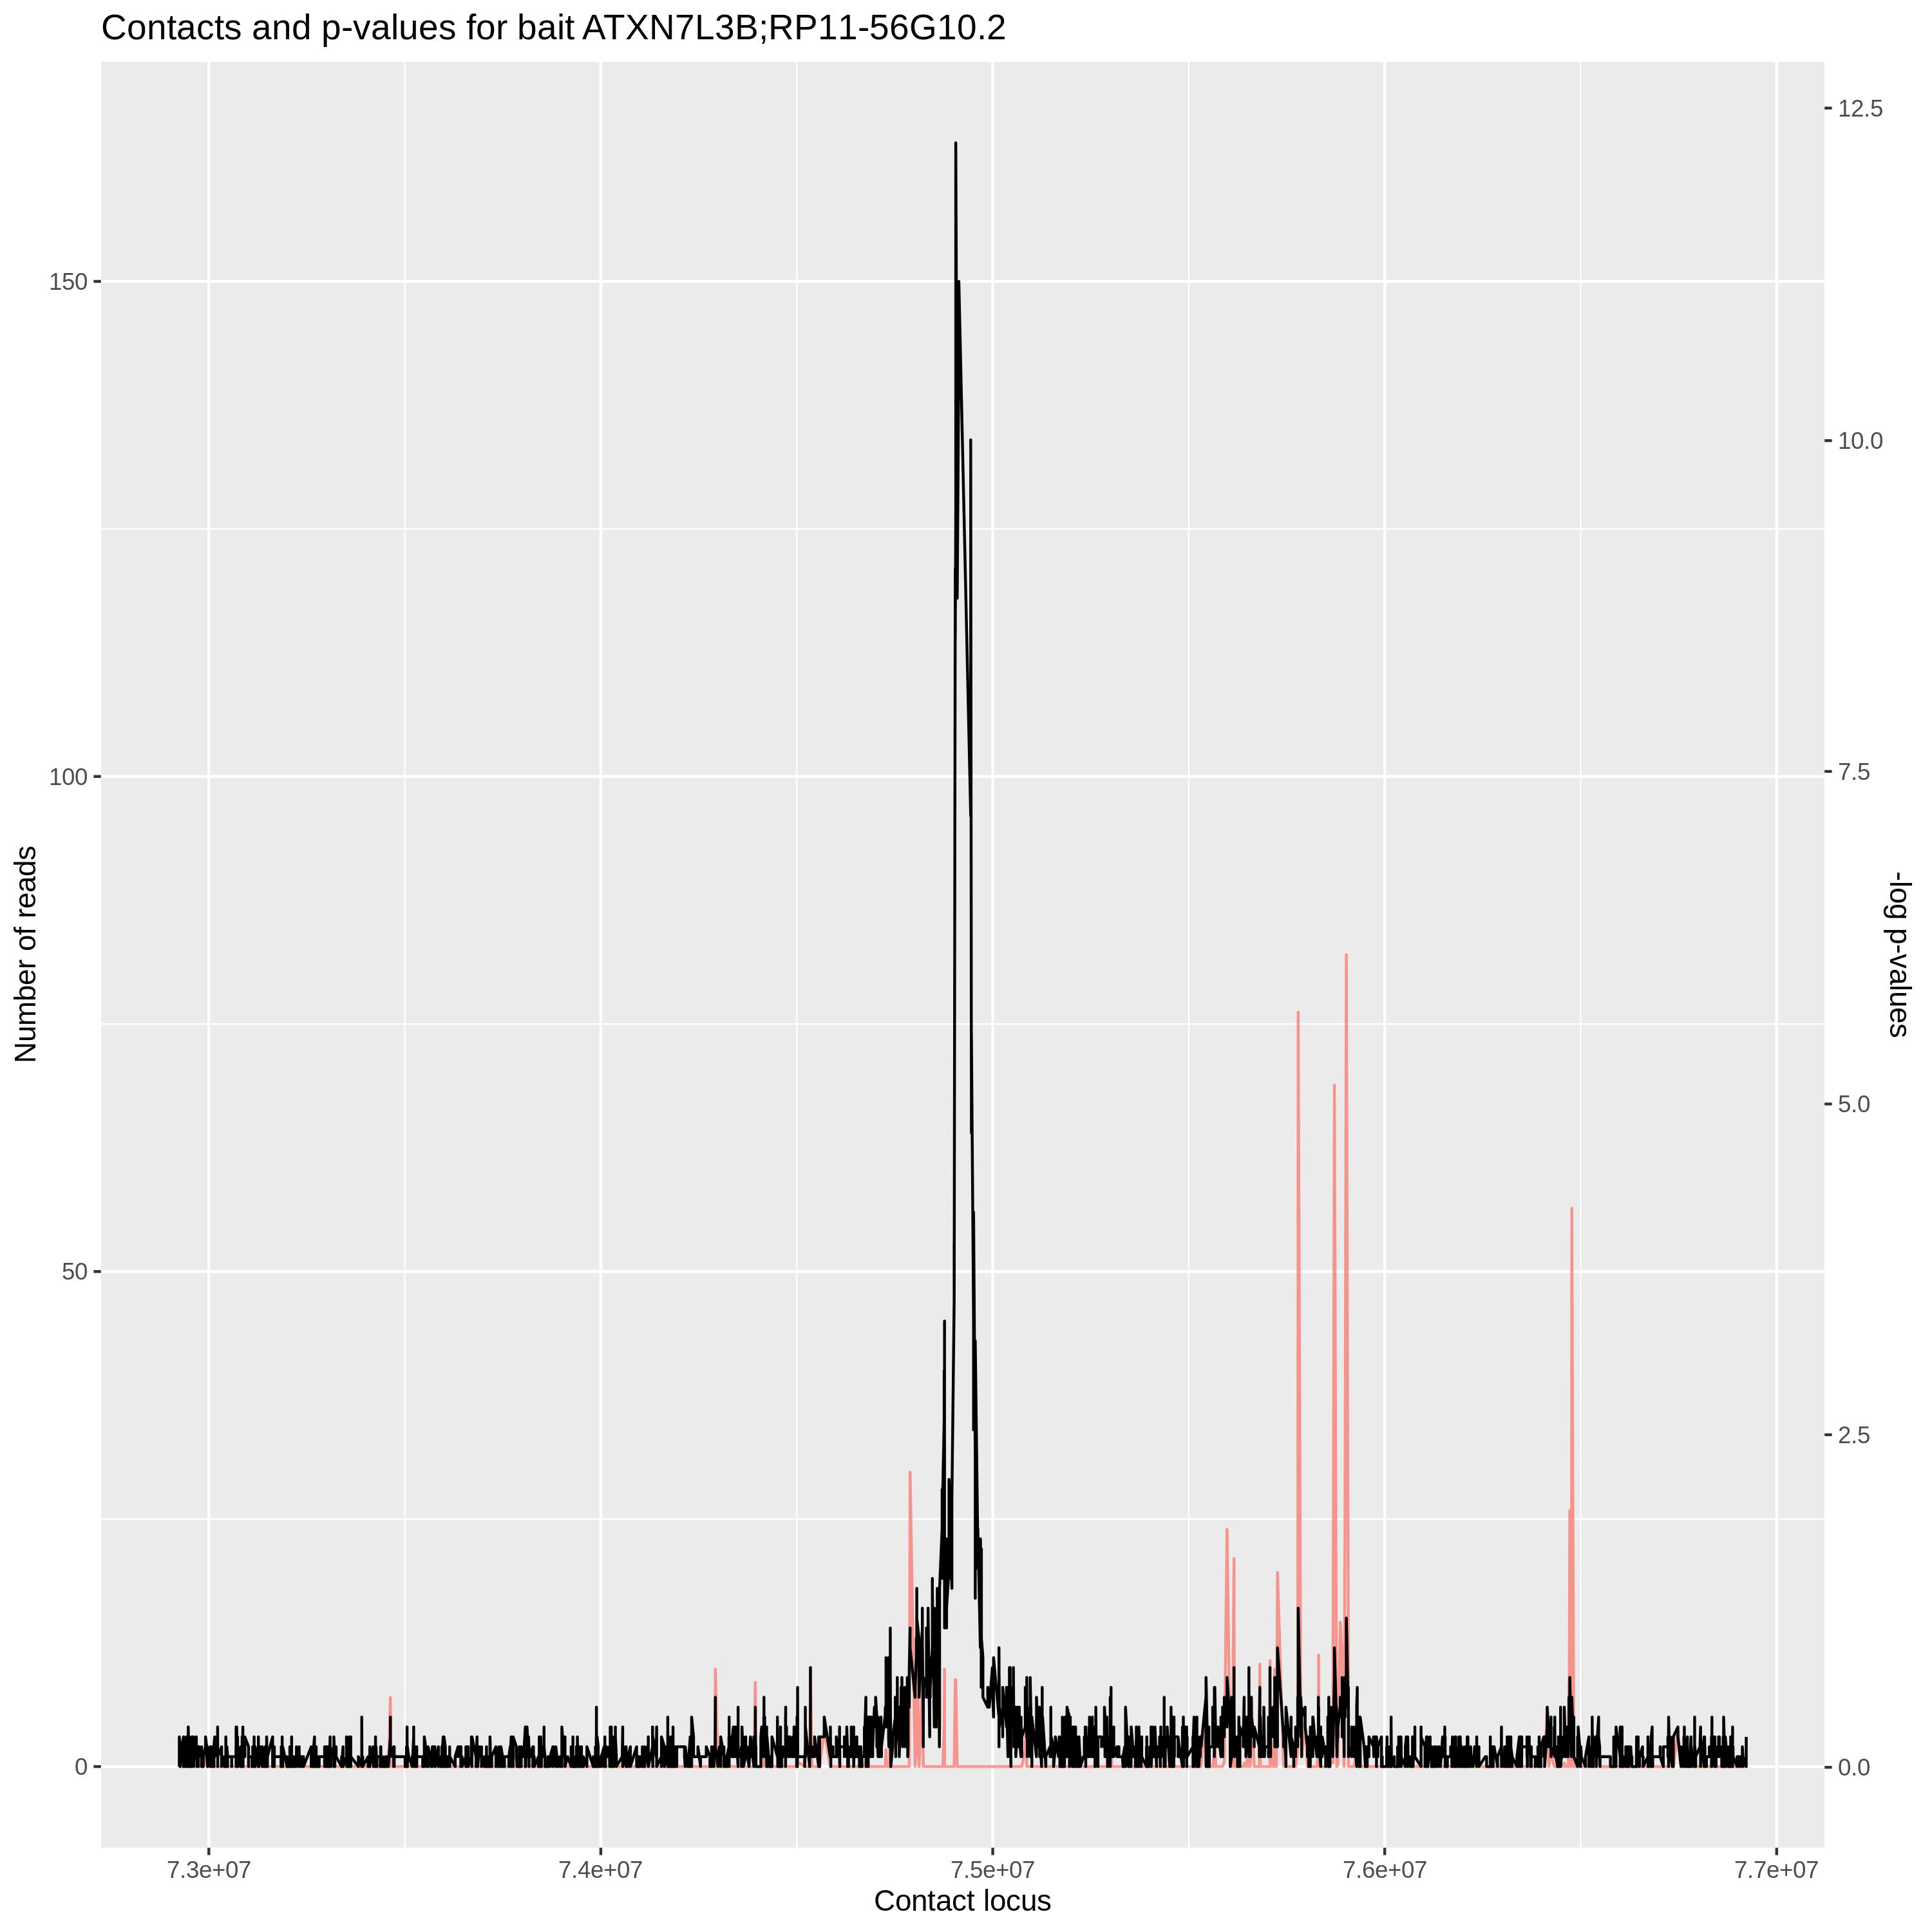 Contacts and p-values for bait ATXN7L3B;RP11-56G10.2
Number of reads
150
100
50
0
12.5
10.0
7.5
5.0
2.5
0.0
-log p-values
7.3e+07
7.4e+07
7.5e+07
7.6e+07
7.7e+07
Contact locus